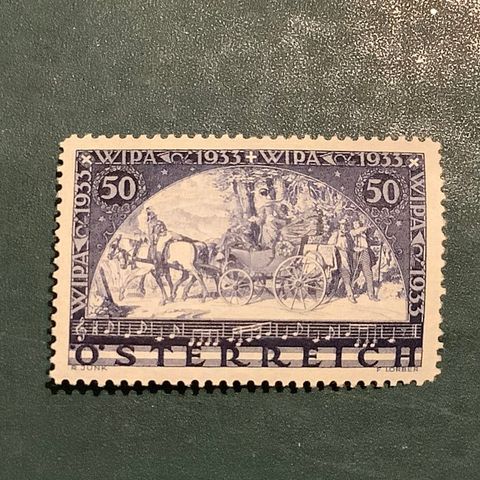 WIPA 1933 WIPA 1933
WIPA 1933
WIPA 1933
50 50
ÖSTERREICH
R. JUNK F. LORBER